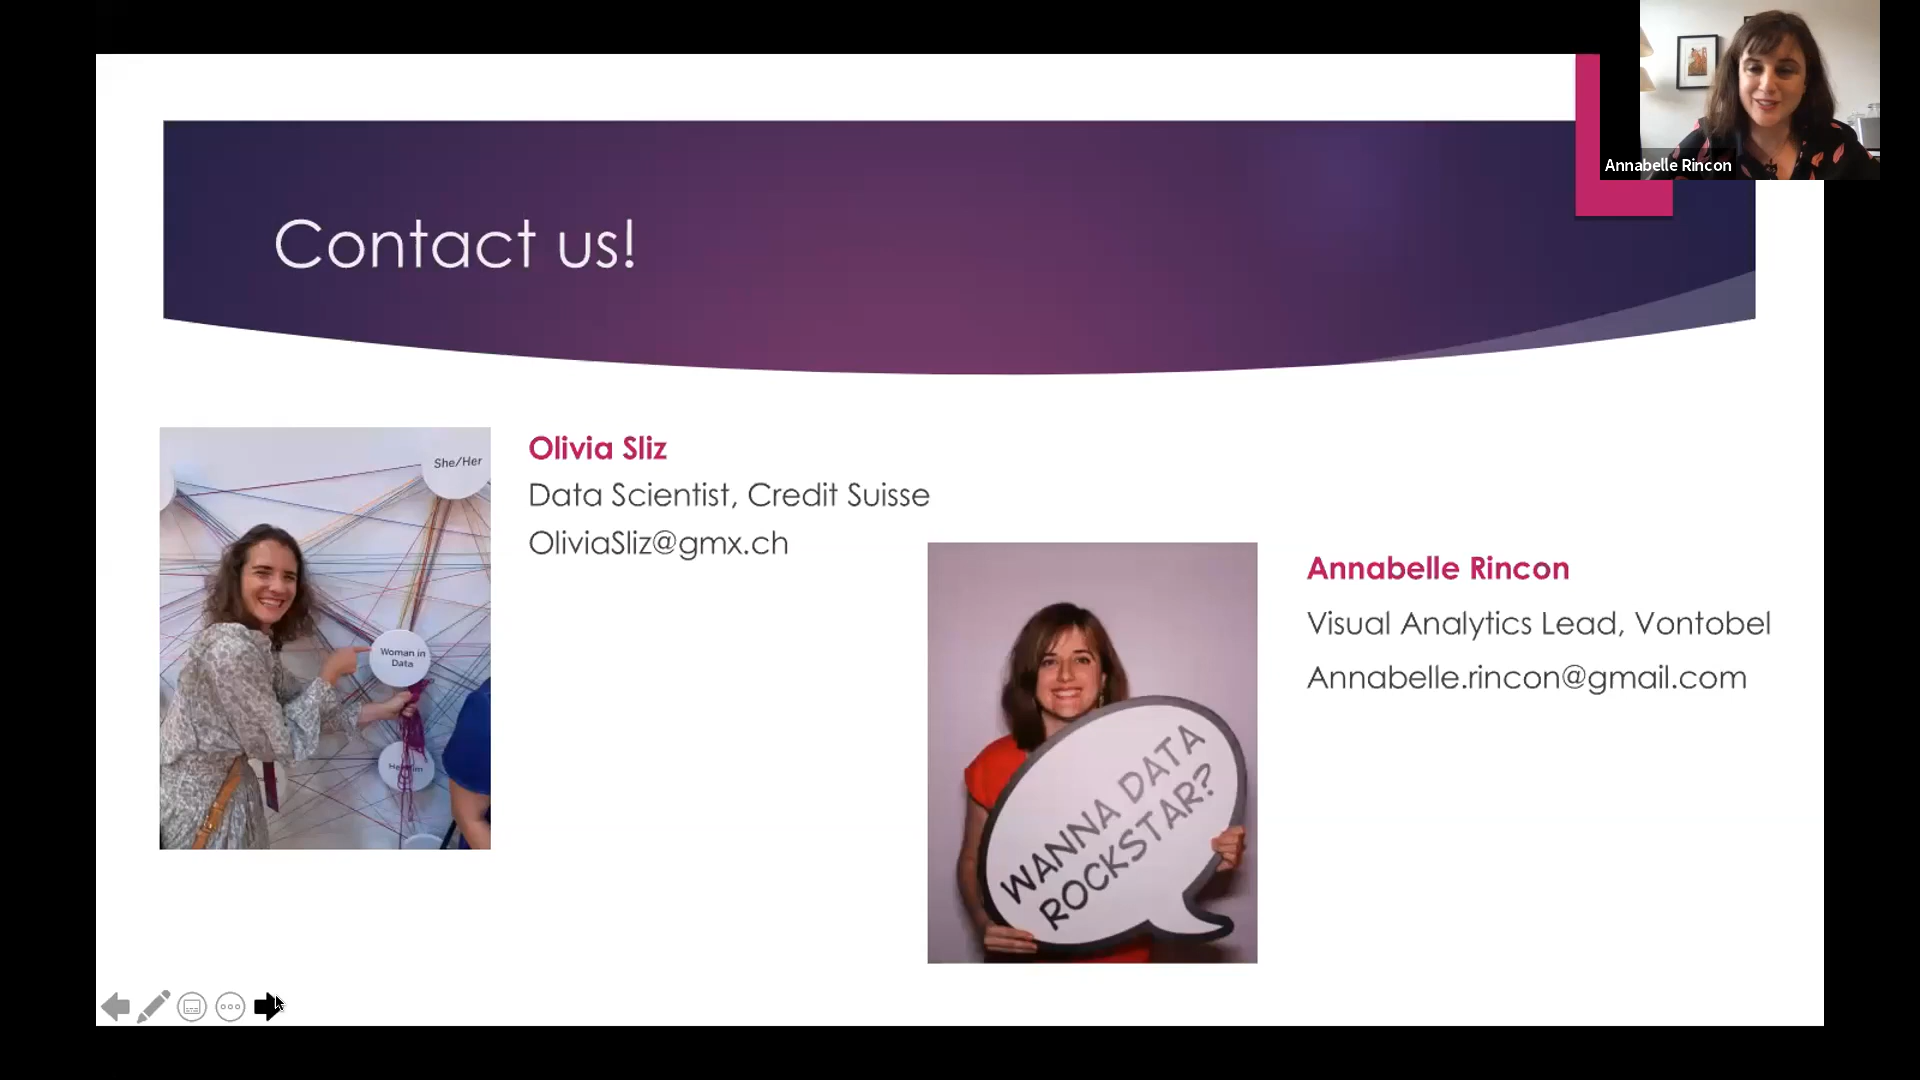 Annabelle Rincon
Contact us!
She/Her
Woman in
Data
Olivia Sliz
Data Scientist, Credit Suisse
OliviaSliz@gmx.ch
Annabelle Rincon
Visual Analytics Lead, Vontobel
Annabelle.rincon@gmail.com
WANNA DATA
ROCKSTAR?